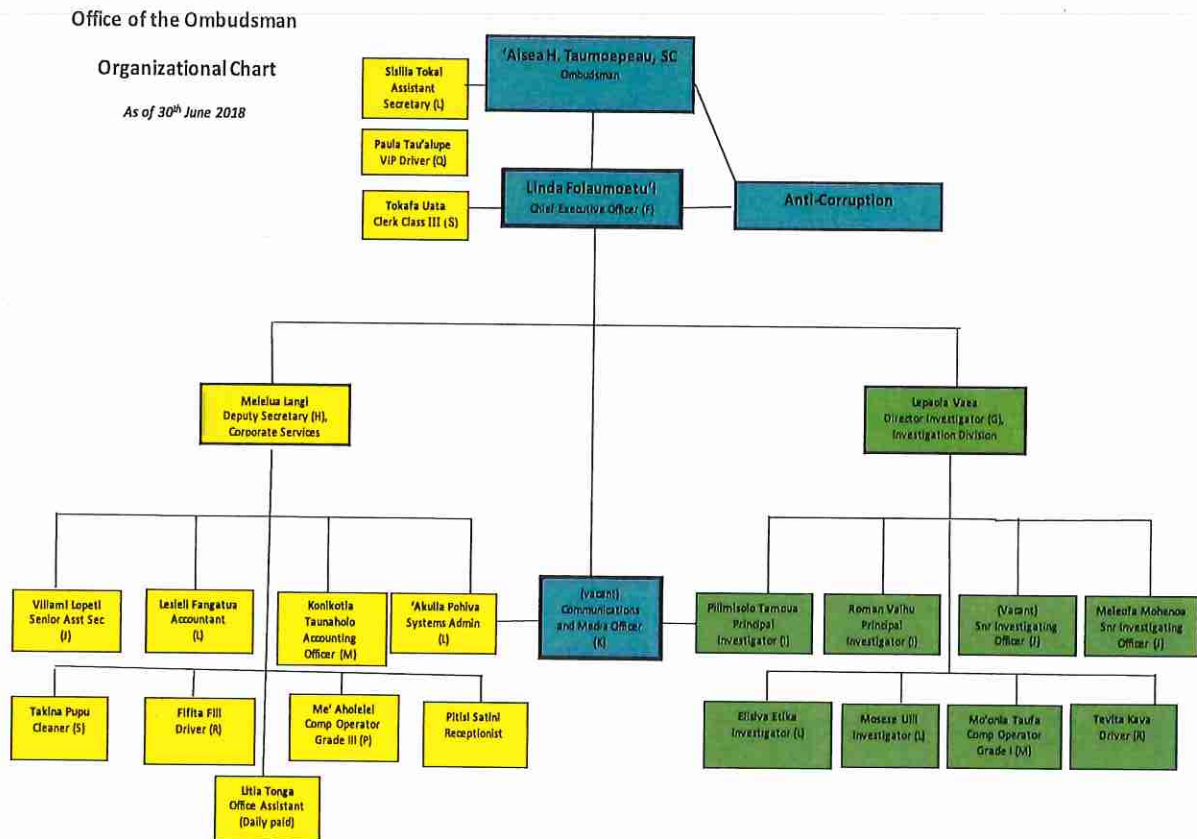 Office of the Ombudsman
Organizational Chart
As of 30th June 2018
'Aisea H. Taumoepeau, SC
Ombudsman
Sisilia Tokai
Assistant
Secretary (L)
Paula Tau'alupe
VIP Driver (Q)
Tokafa Uata
Clerk Class III (S)
Linda Folaumoetu'i
Chief Executive Officer (F)
Anti-Corruption
Melelua Langi
Deputy Secretary (H),
Corporate Services
Lepaola Vaea
Director Investigator (G),
Investigation Division
Viliami Lopeti
Senior Asst Sec
(J)
Lesieli Fangatua
Accountant
(L)
Konikotia
Taunaholo
Accounting
Officer (M)
'Akulla Pohiva
Systems Admin
(L)
(Vacant)
Communications
and Media Officer
(K)
Pilimisolo Tamoua
Principal
Investigator (I)
Roman Vaihu
Principal
Investigator (I)
(Vacant)
Snr Investigating
Officer (J)
Meleofa Mohenoa
Snr Investigating
Officer (J)
Takina Pupu
Cleaner (S)
Fifita Fili
Driver (R)
Me' Aholelei
Comp Operator
Grade III (P)
Pitisi Satini
Receptionist
Elisiva Etika
Investigator (L)
Mosese Uili
Investigator (L)
Mo'onia Taufa
Comp Operator
Grade I (M)
Tevita Kava
Driver (R)
Litia Tonga
Office Assistant
(Daily paid)